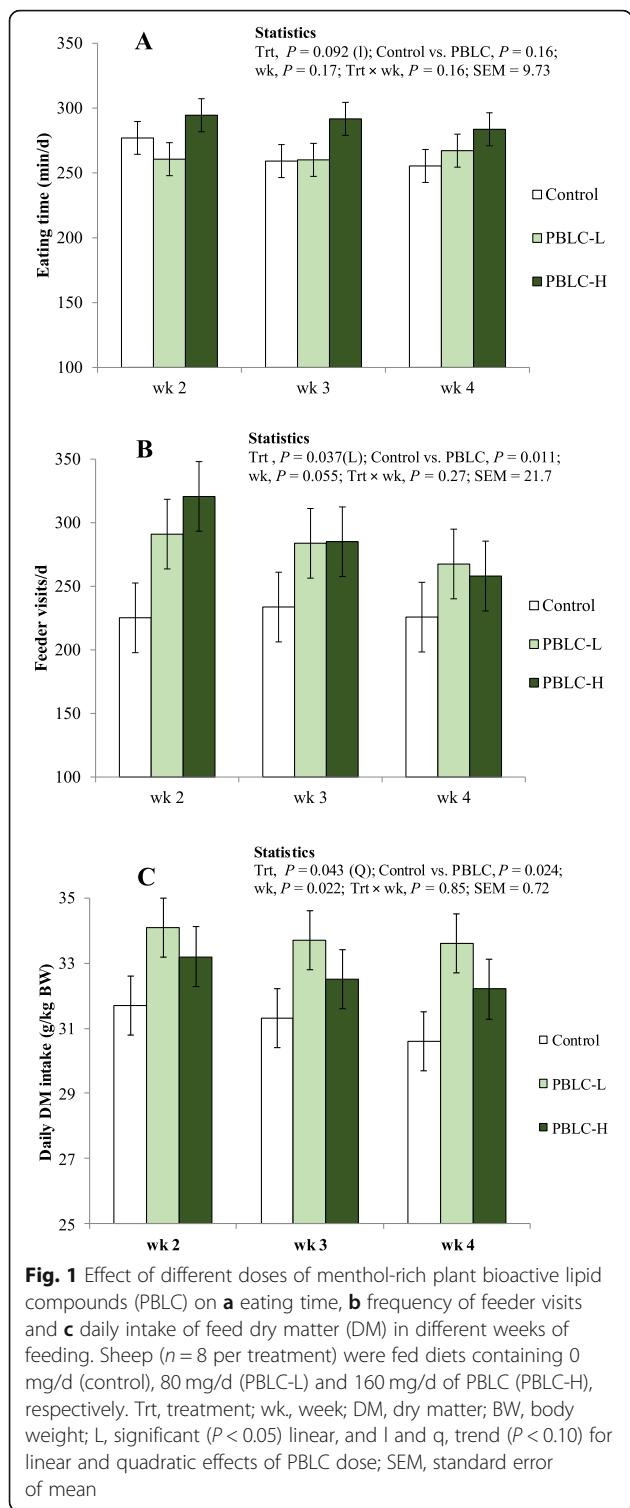 A
Statistics
Trt, P = 0.092 (l); Control vs. PBLC, P = 0.16;
wk, P = 0.17; Trt × wk, P = 0.16; SEM = 9.73
350
300
250
200
150
100
Eating time (min/d)
wk 2
wk 3
wk 4
Control
PBLC-L
PBLC-H
B
Statistics
Trt , P = 0.037(L); Control vs. PBLC, P = 0.011;
wk, P = 0.055; Trt × wk, P = 0.27; SEM = 21.7
350
300
250
200
150
100
Feeder visits/d
wk 2
wk 3
wk 4
Control
PBLC-L
PBLC-H
C
Statistics
Trt, P = 0.043 (Q); Control vs. PBLC, P = 0.024;
wk, P = 0.022; Trt × wk, P = 0.85; SEM = 0.72
35
33
31
29
27
25
Daily DM intake (g/kg BW)
wk 2
wk 3
wk 4
Control
PBLC-L
PBLC-H
Fig. 1 Effect of different doses of menthol-rich plant bioactive lipid
compounds (PBLC) on a eating time, b frequency of feeder visits
and c daily intake of feed dry matter (DM) in different weeks of
feeding. Sheep (n = 8 per treatment) were fed diets containing 0
mg/d (control), 80 mg/d (PBLC-L) and 160 mg/d of PBLC (PBLC-H),
respectively. Trt, treatment; wk., week; DM, dry matter; BW, body
weight; L, significant (P < 0.05) linear, and l and q, trend (P < 0.10) for
linear and quadratic effects of PBLC dose; SEM, standard error
of mean